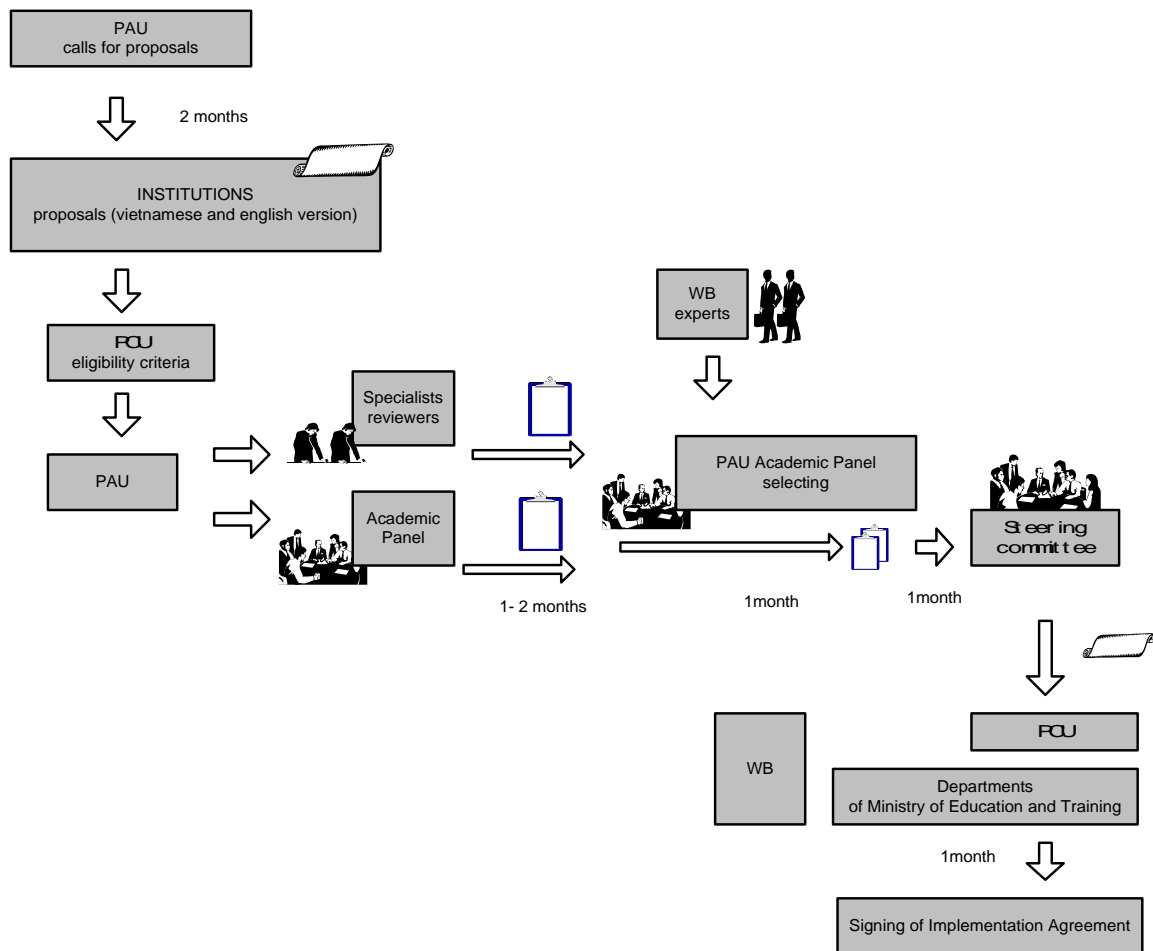 PAU
calls for proposals
2 months
INSTITUTIONS
proposals (vietnamese and english version)
PCU
eligibility criteria
PAU
Specialists
reviewers
Academic
Panel
1- 2 months
WB
experts
PAU Academic Panel
selecting
1month
1month
Steering
committee
PCU
WB
Departments
of Ministry of Education and Training
1month
Signing of Implementation Agreement